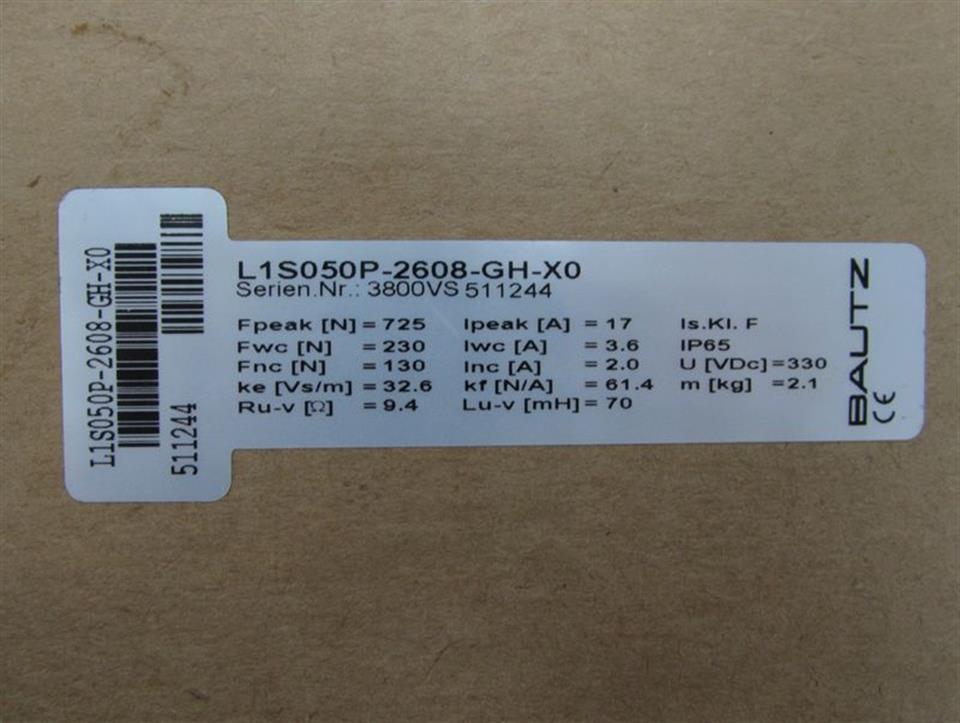 L1S050P-2608-GH-X0
511244
L1S050P-2608-GH-X0
Serien.Nr.: 3800VS 511244
Fpeak [N] = 725 Ipeak [A] = 17 Is.Kl. F
Fwc [N] = 230 Iwc [A] = 3.6 IP65
Fnc [N] = 130 Inc [A] = 2.0 U [VDc] = 330
ke [Vs/m] = 32.6 kf [N/A] = 61.4 m [kg] = 2.1
Ru-v [Ω] = 9.4 Lu-v [mH] = 70
BAUTZ
CE